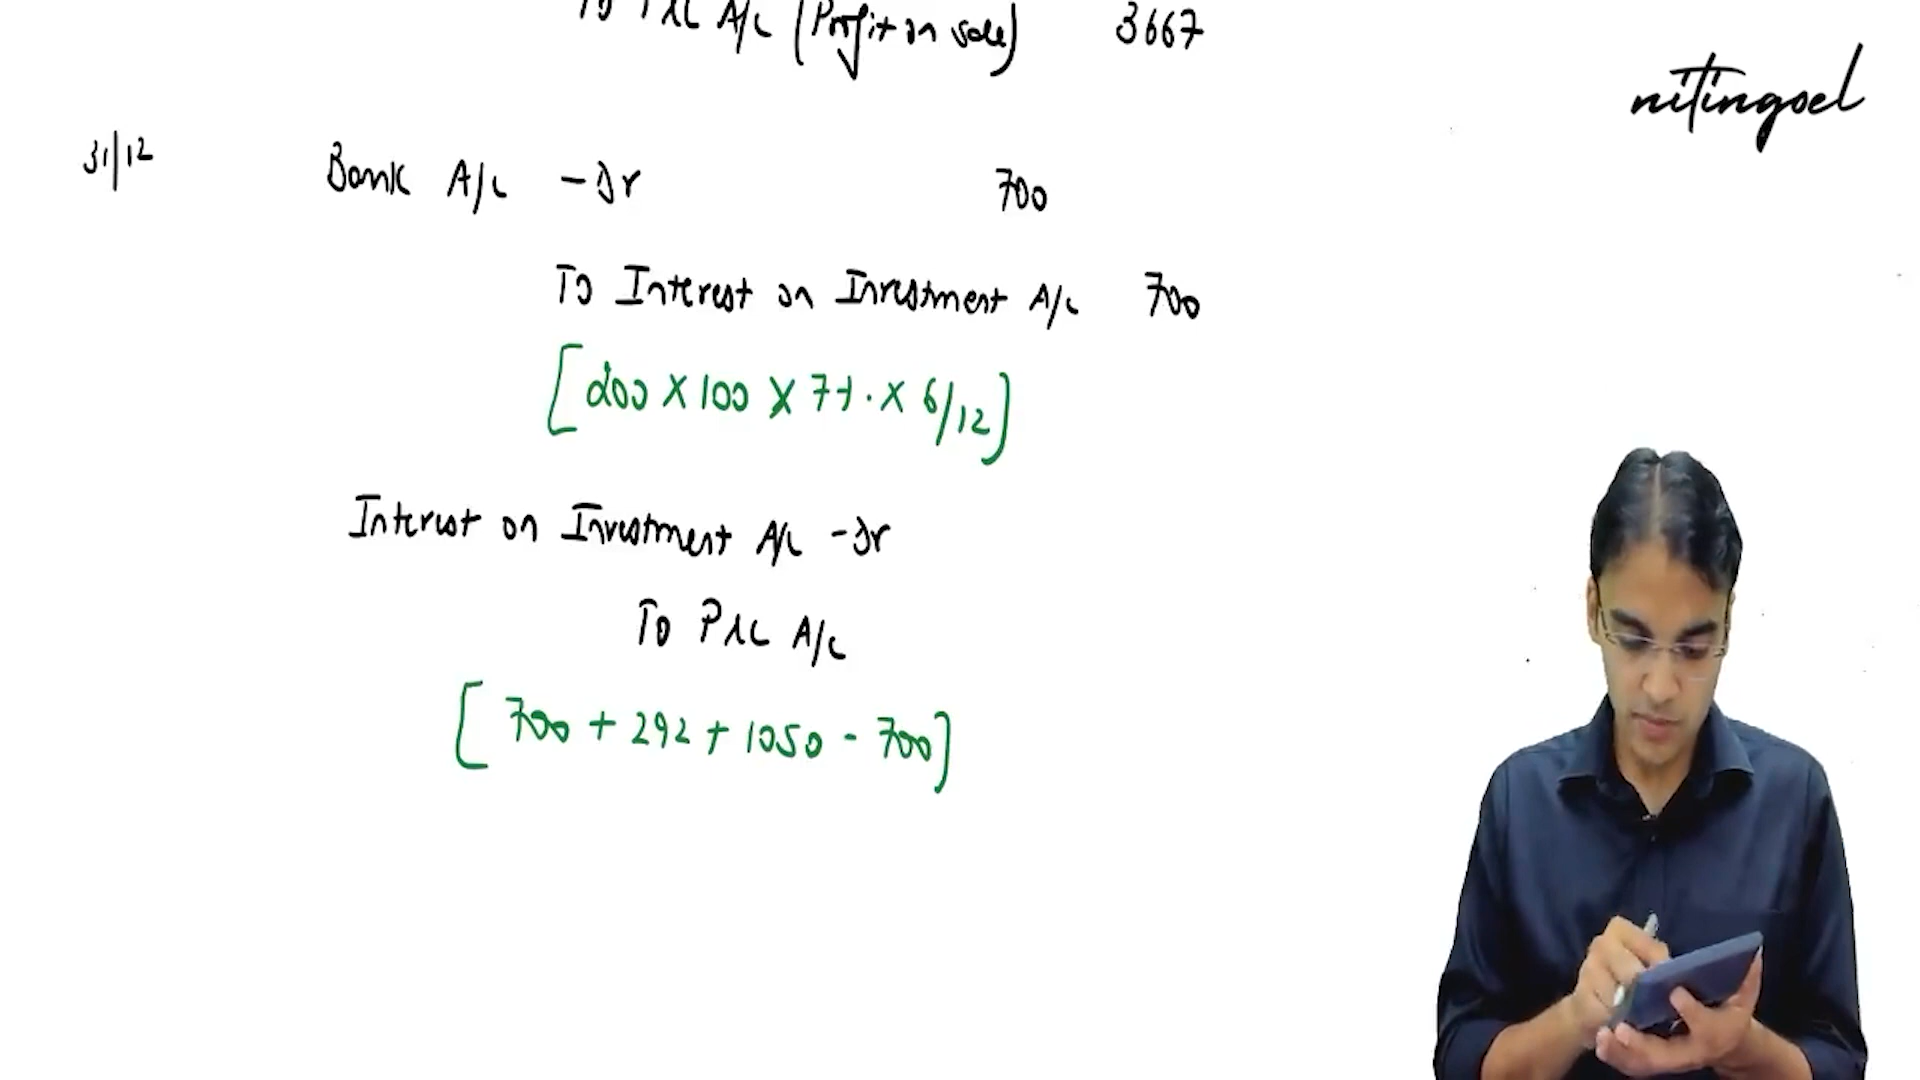 To P&L A/c (Profit on sale) 3667
nitingoel
31/12 Bank A/c - Dr 700
To Interest on Investment A/c 700
[200 x 100 x 7% x 6/12]
Interest on Investment A/c - Dr
To P&L A/c
[700 + 292 + 1050 - 700]